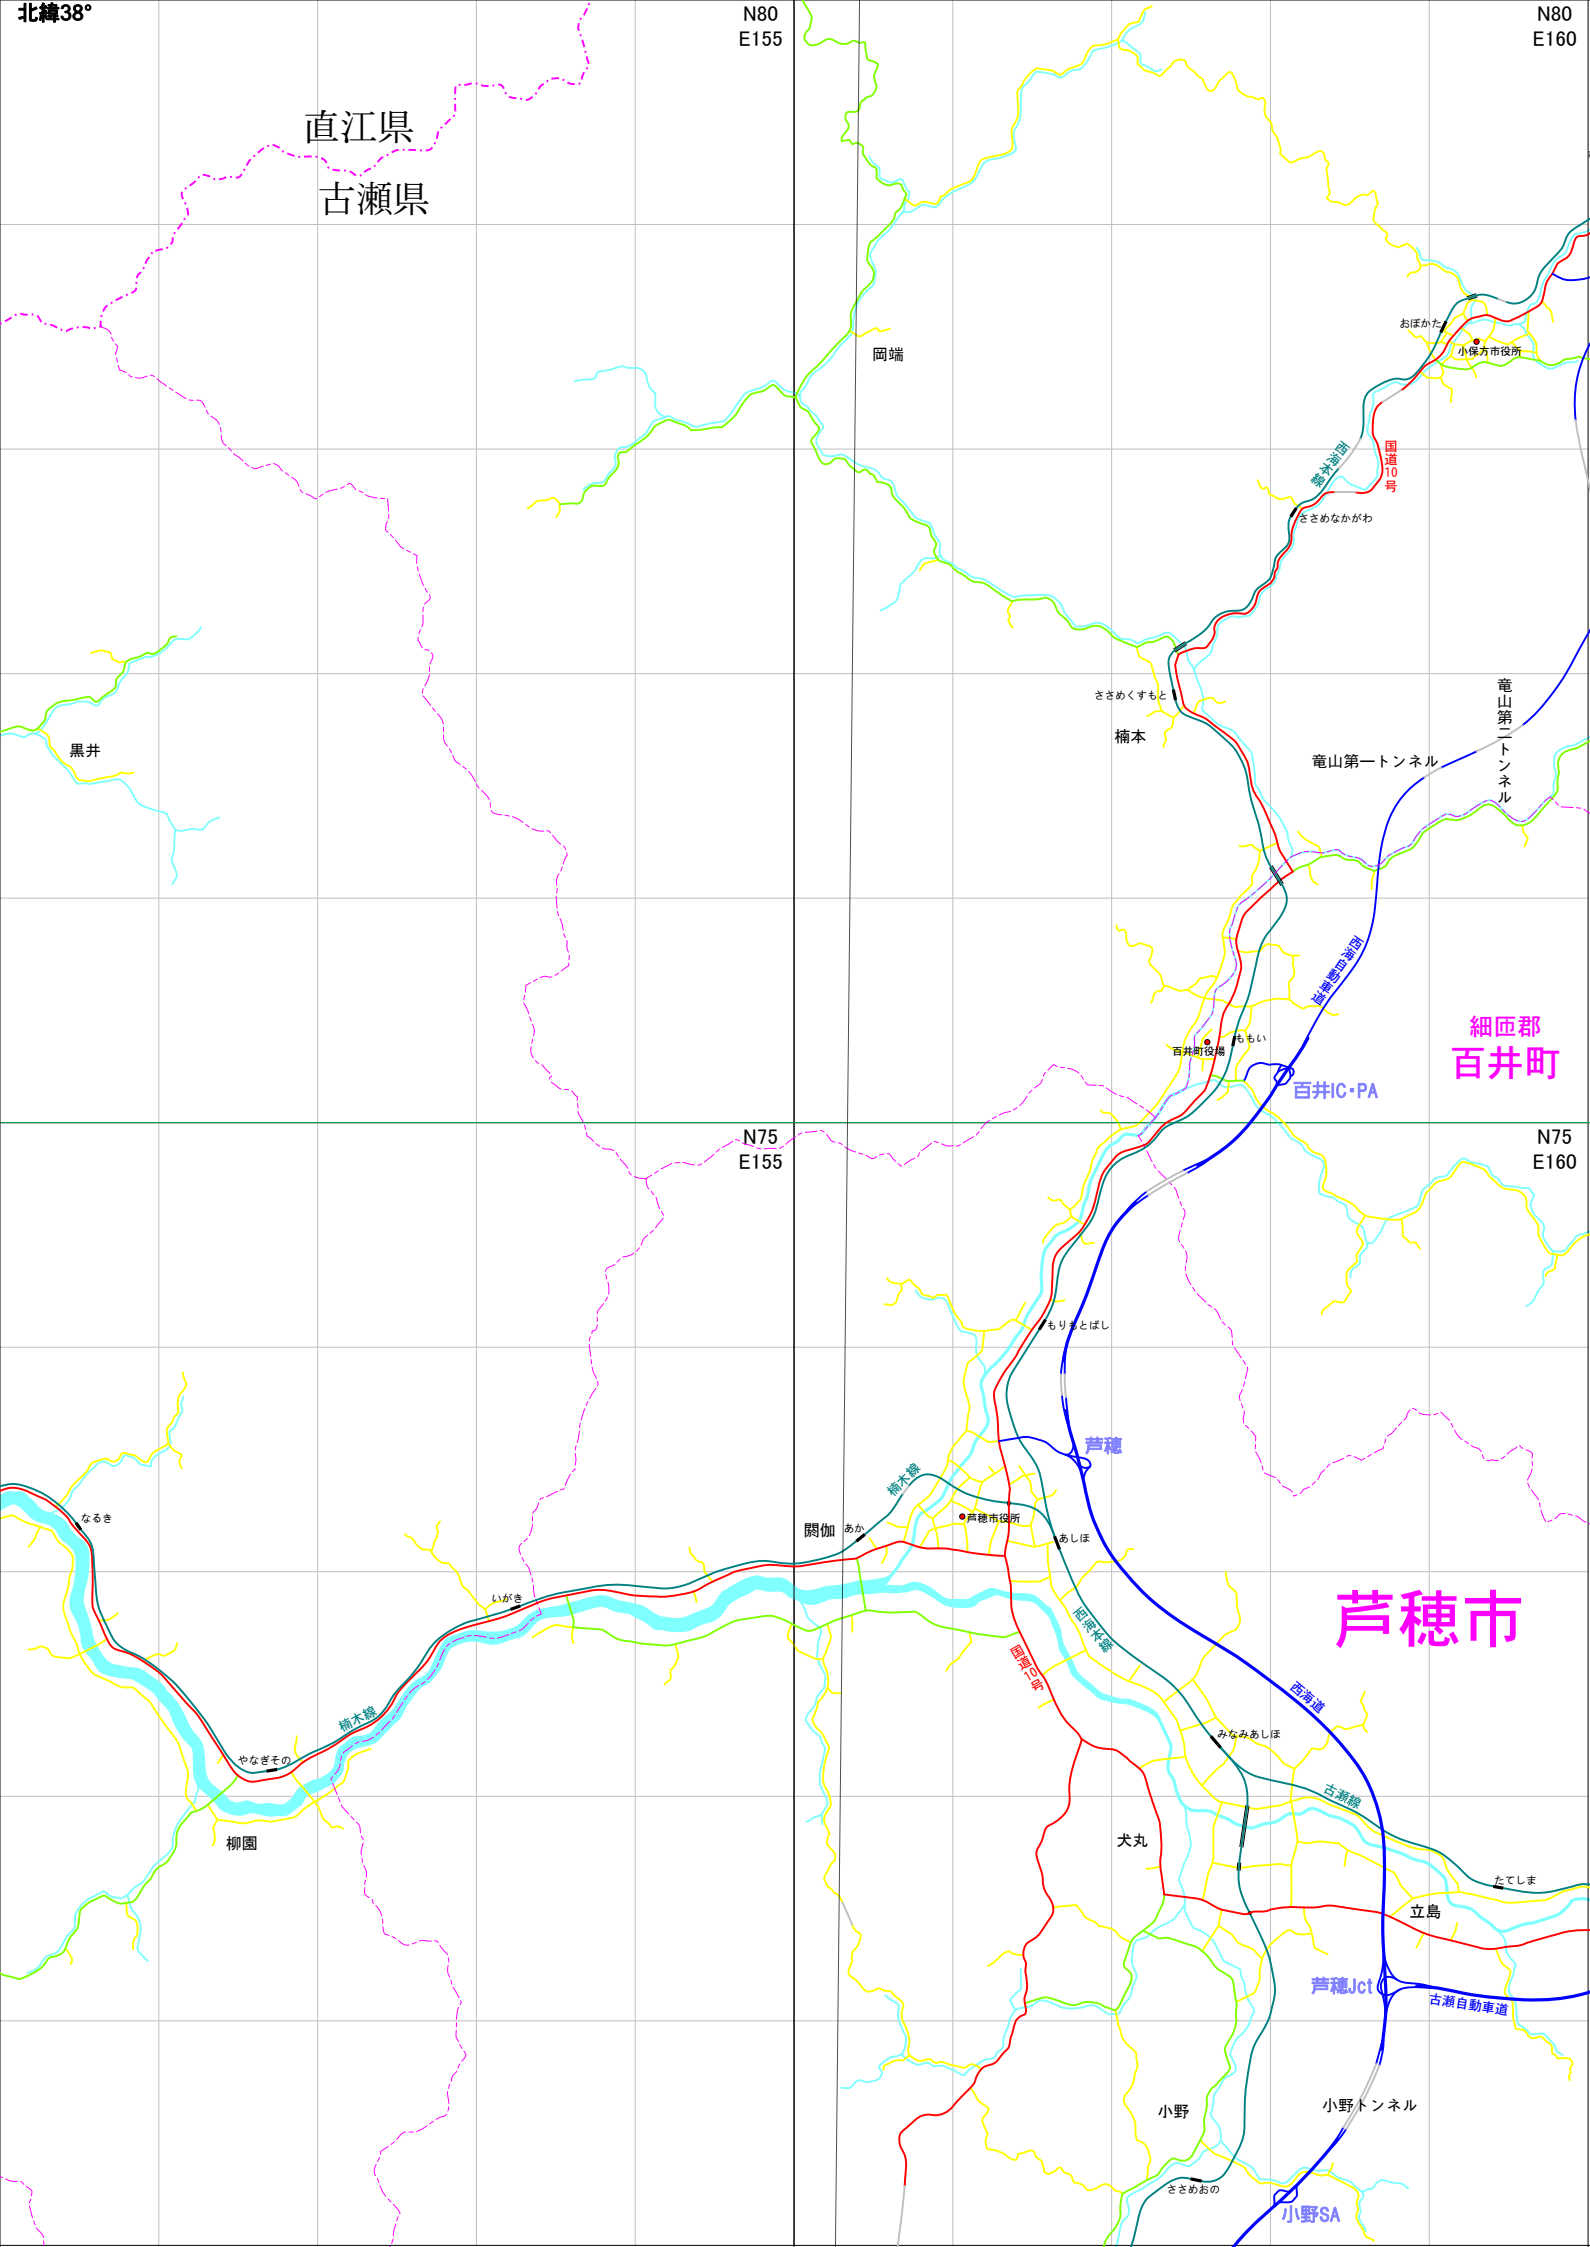 北緯38°
N80
E155
N80
E160
直江県
古瀬県
おぼかた
小保方市役所
岡端
西海本線
国道10号
ささめなかがわ
ささめくすもと
楠本
竜山第二トンネル
竜山第一トンネル
黒井
西海自動車道
細匝郡
百井町
ももい
百井町役場
百井IC・PA
N75
E155
N75
E160
もりもとばし
芦穂
楠木線
なるき
芦穂市役所
閼伽
あか
あしほ
いがき
芦穂市
西海本線
国道10号
西海道
楠木線
みなみあしほ
やなぎその
古瀬線
柳園
犬丸
たてしま
立島
芦穂Jct
古瀬自動車道
小野
小野トンネル
ささめおの
小野SA